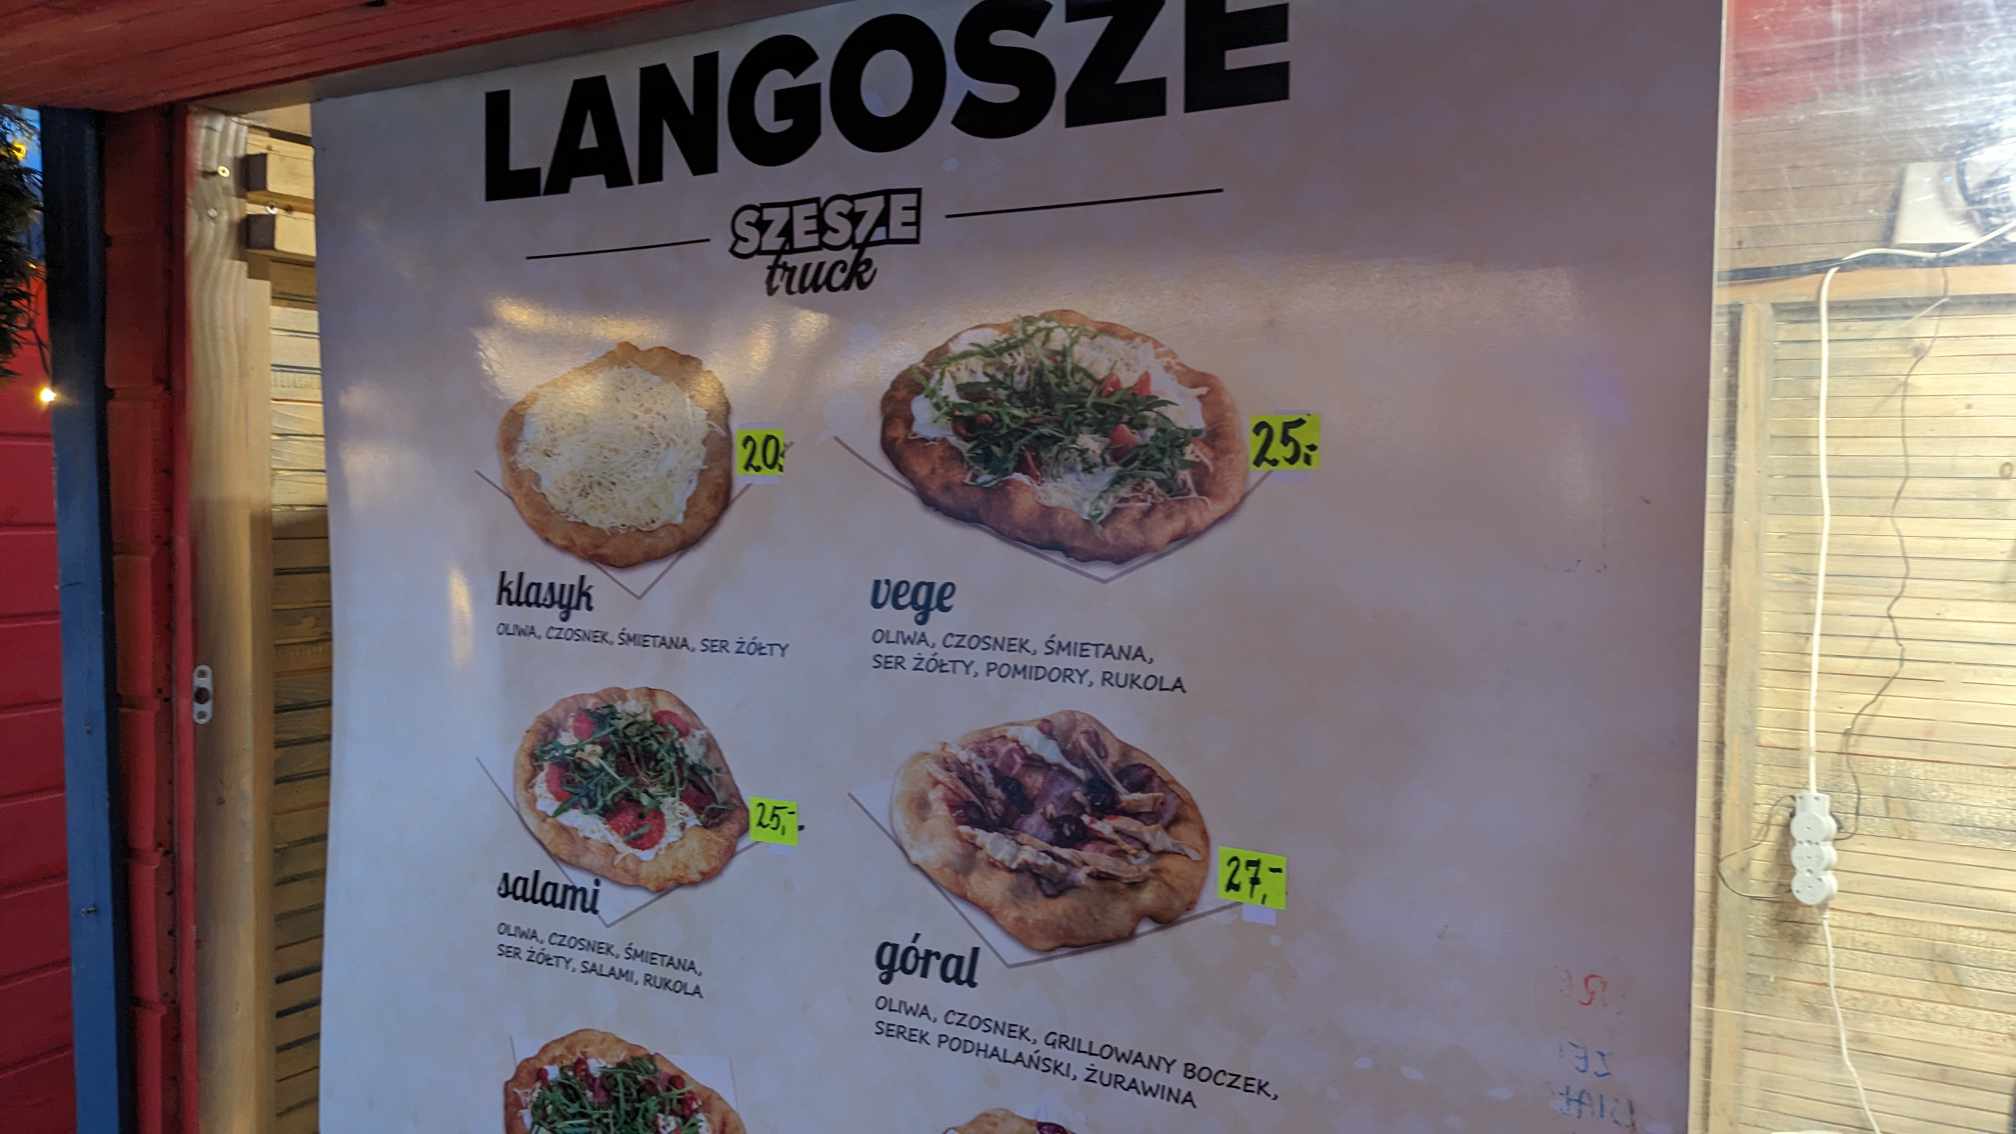 LANGOSZE
SZESZE
truck
20,-
25,-
klasyk
OLIWA, CZOSNEK, ŚMIETANA, SER ŻÓŁTY
vege
OLIWA, CZOSNEK, ŚMIETANA,
SER ŻÓŁTY, POMIDORY, RUKOLA
25,-
27,-
salami
OLIWA, CZOSNEK, ŚMIETANA,
SER ŻÓŁTY, SALAMI, RUKOLA
góral
OLIWA, CZOSNEK, GRILLOWANY BOCZEK,
SEREK PODHALAŃSKI, ŻURAWINA